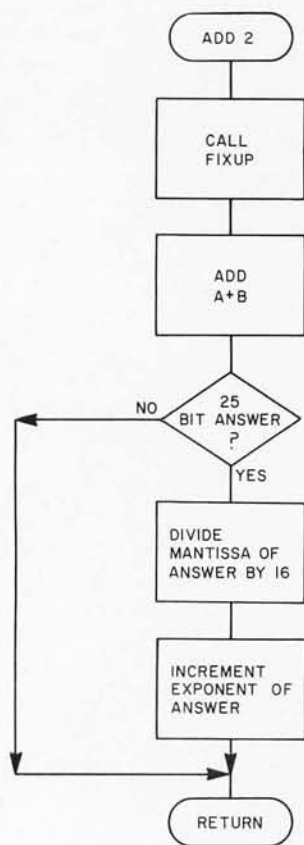 ADD 2
CALL
FIXUP
ADD
A+B
25
BIT ANSWER
?
NO
YES
DIVIDE
MANTISSA OF
ANSWER BY 16
INCREMENT
EXPONENT OF
ANSWER
RETURN